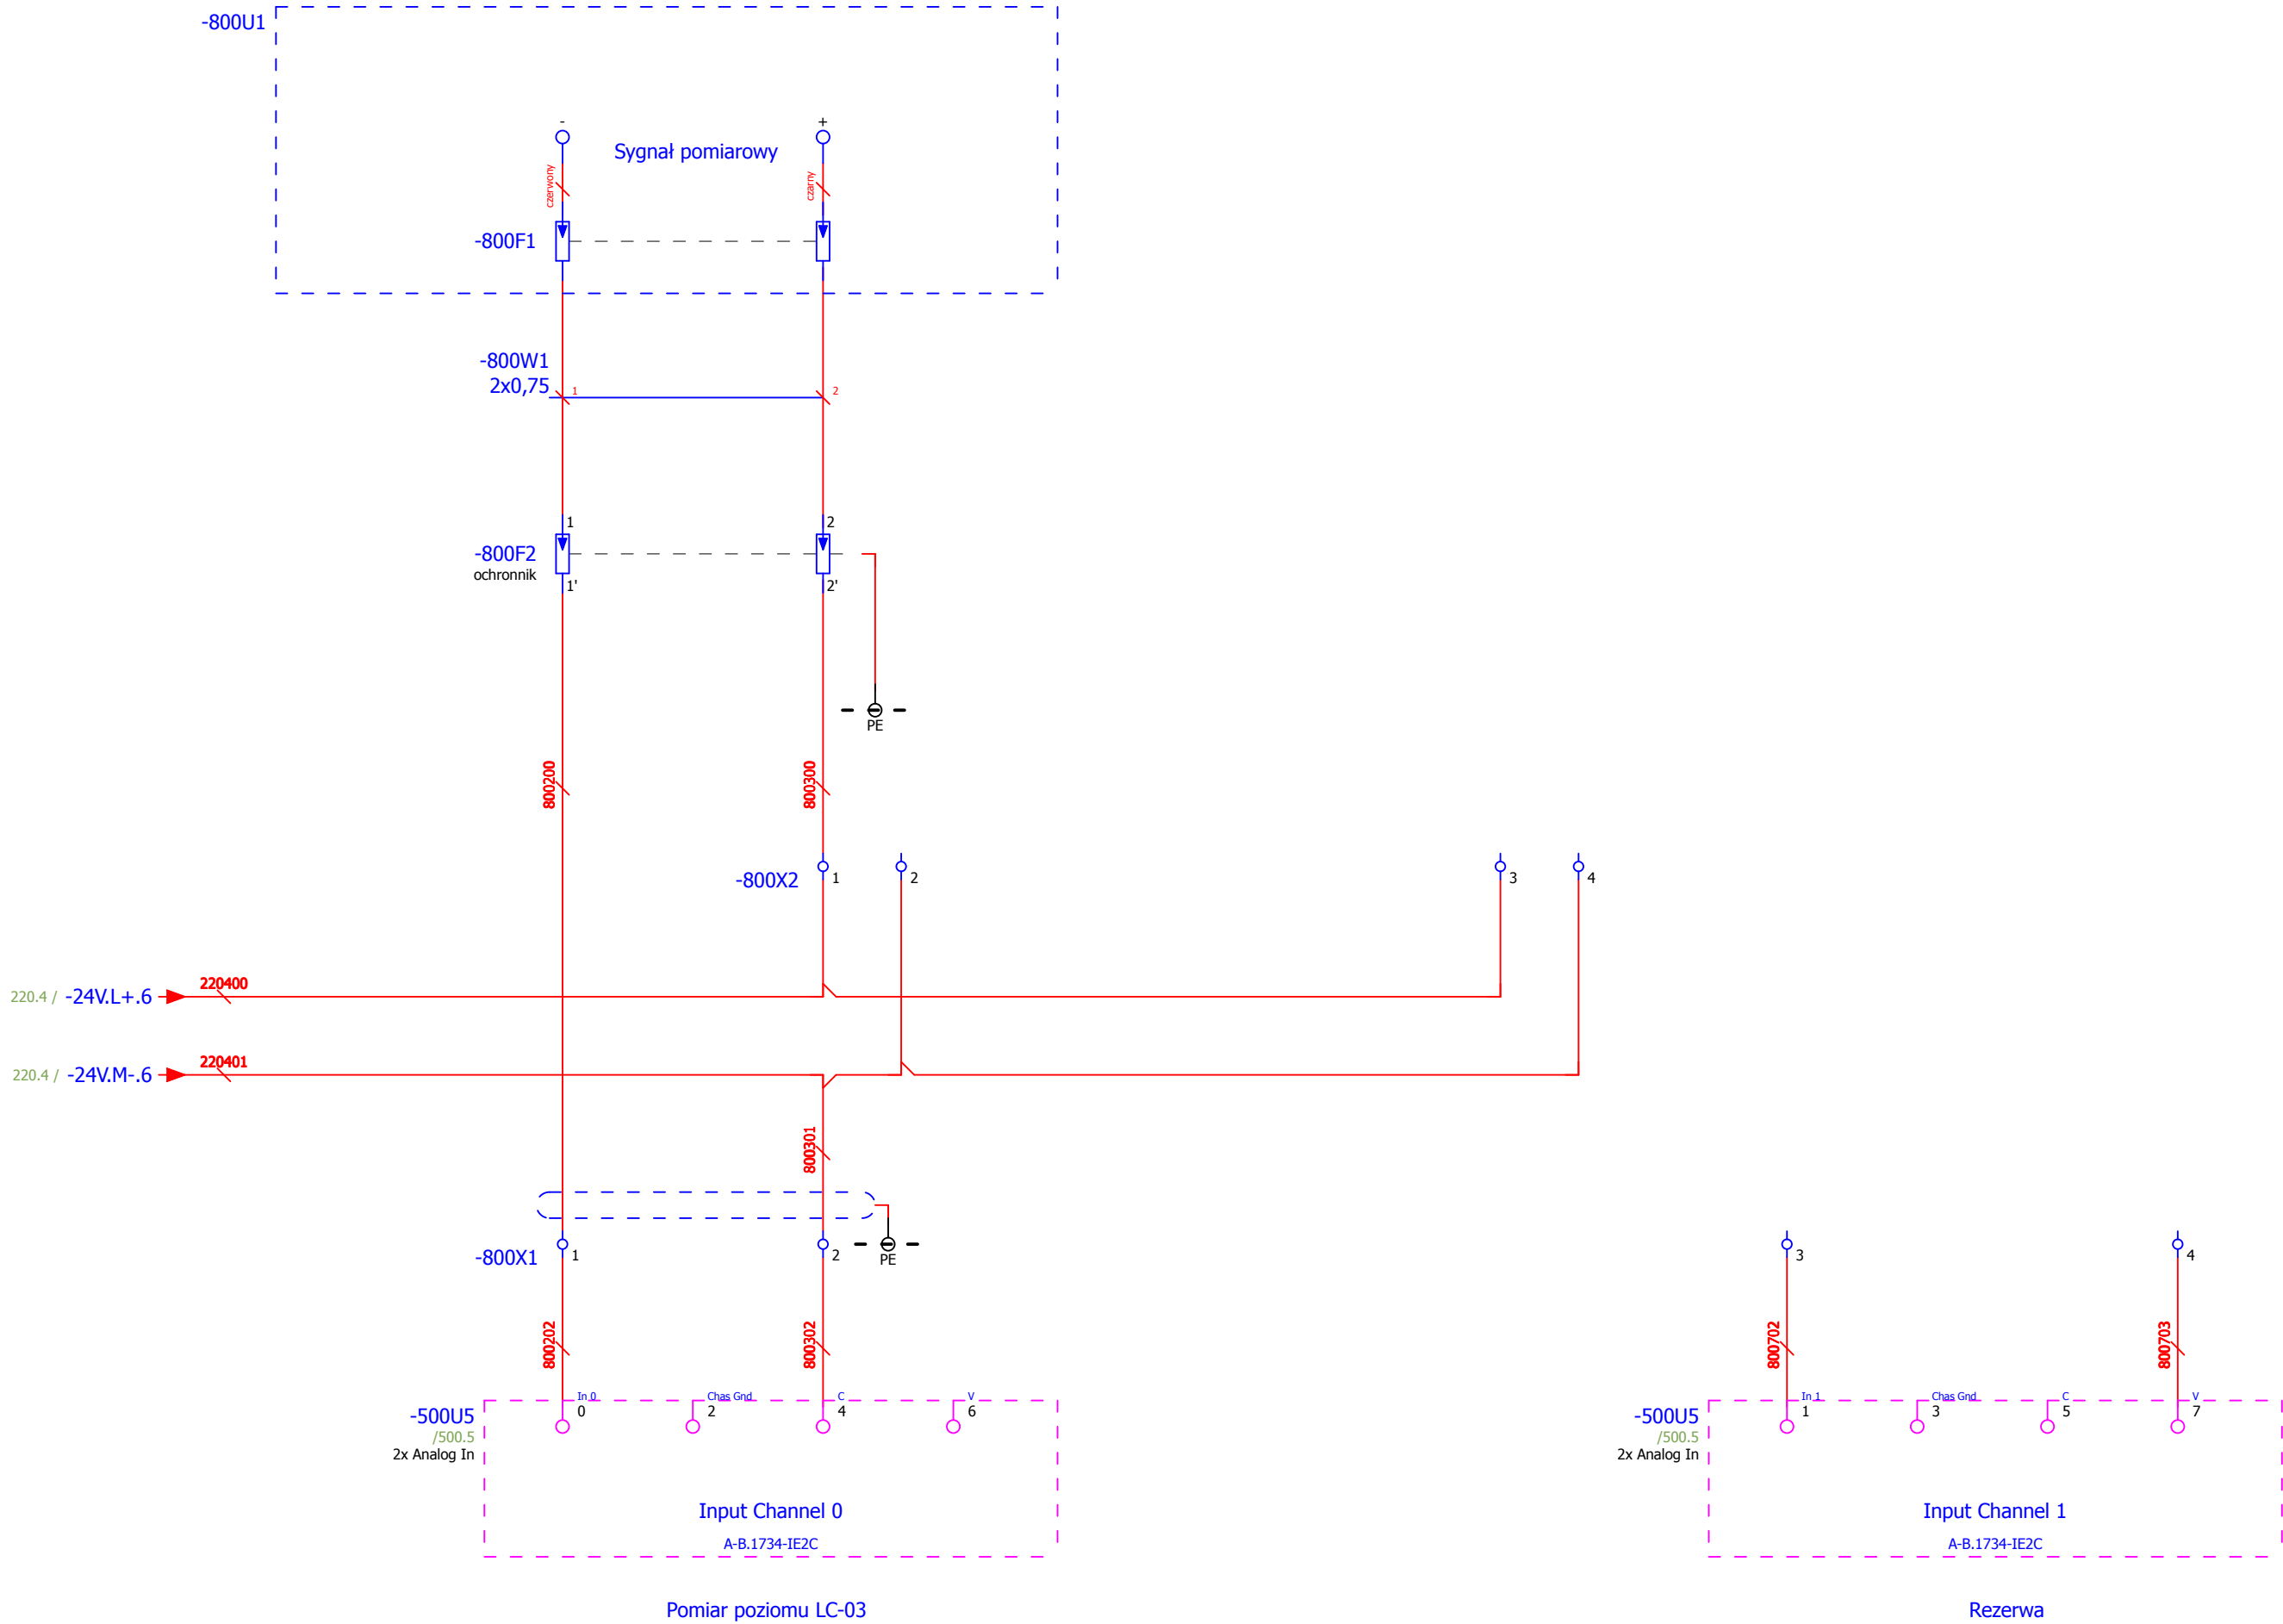 -800U1
-
+
Sygnał pomiarowy
czerwony
czarny
-800F1
-800W1
2x0,75
1
2
1
2
-800F2
ochronnik
1'
2'
PE
800200
800300
-800X2
1
2
3
4
220.4 / -24V.L+.6
220400
220.4 / -24V.M-.6
220401
800301
-800X1
1
2
PE
3
4
800202
800302
800702
800703
-500U5
/500.5
2x Analog In
In 0
0
Chas Gnd
2
C
4
V
6
Input Channel 0
A-B.1734-IE2C
Pomiar poziomu LC-03
-500U5
/500.5
2x Analog In
In 1
1
Chas Gnd
3
C
5
V
7
Input Channel 1
A-B.1734-IE2C
Rezerwa